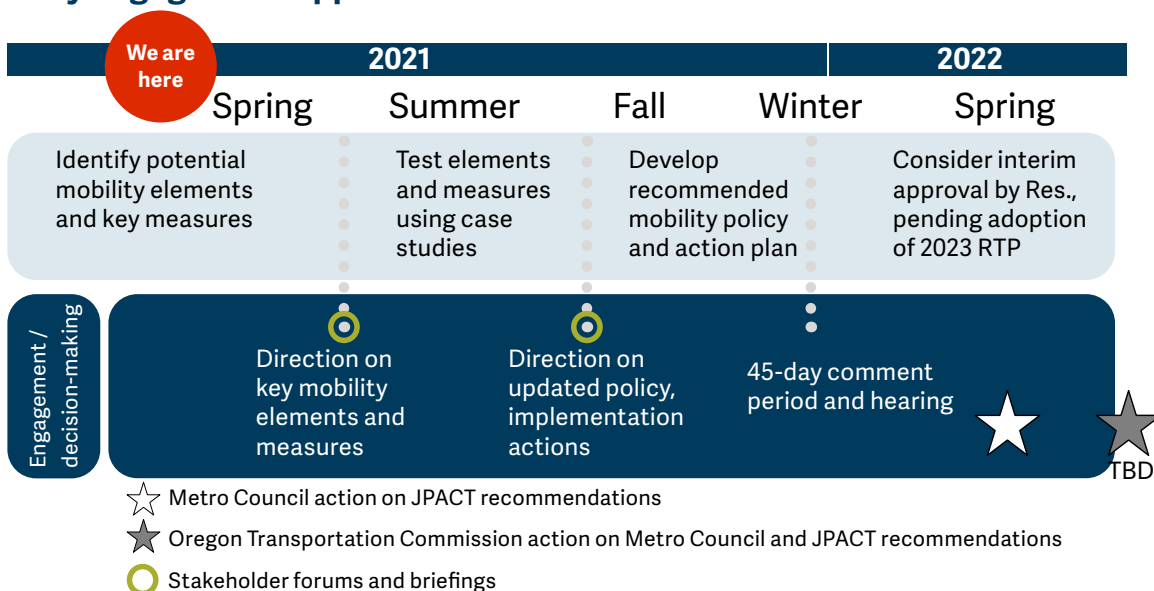 We are
here
2021
2022
Spring
Summer
Fall
Winter
Spring
Identify potential
mobility elements
and key measures
Test elements
and measures
using case
studies
Develop
recommended
mobility policy
and action plan
Consider interim
approval by Res.,
pending adoption
of 2023 RTP
Engagement /
decision-making
Direction on
key mobility
elements and
measures
Direction on
updated policy,
implementation
actions
45-day comment
period and hearing
TBD
Metro Council action on JPACT recommendations
Oregon Transportation Commission action on Metro Council and JPACT recommendations
Stakeholder forums and briefings